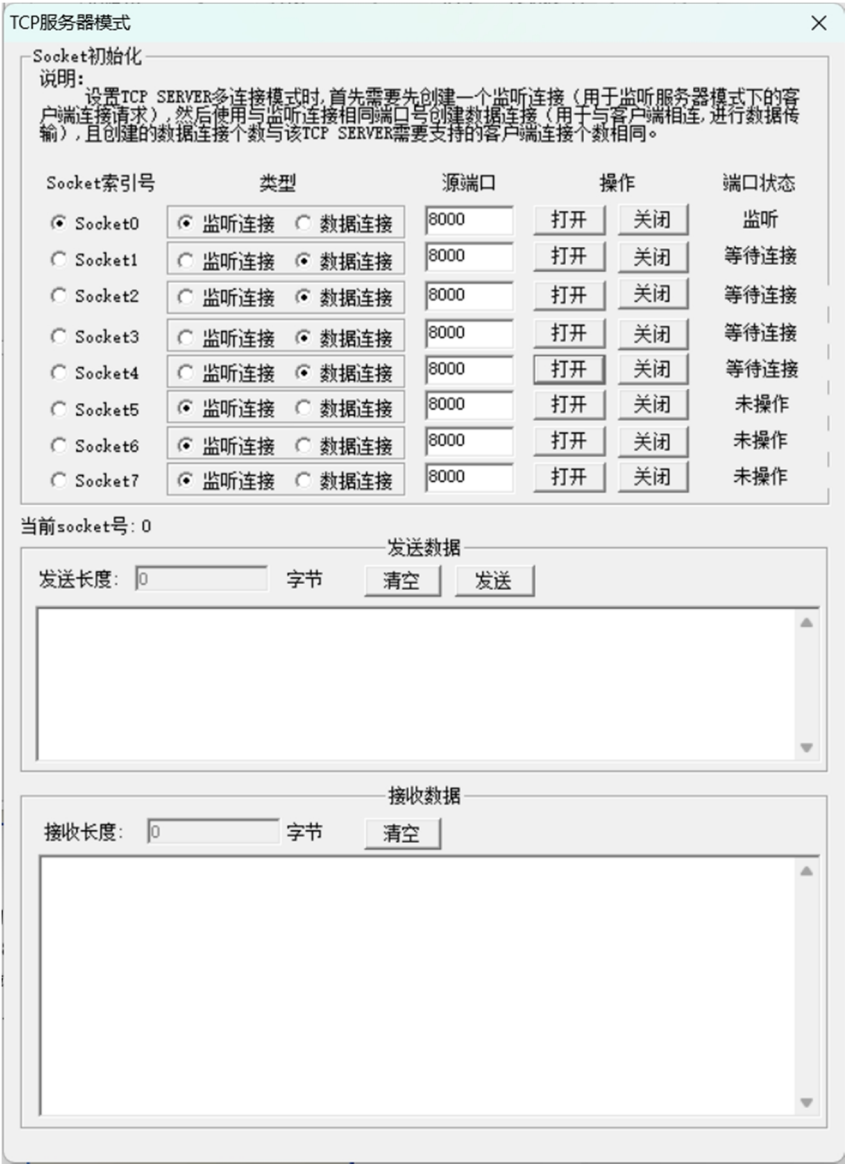 TCP服务器模式
Socket初始化
说明:
设置TCP SERVER多连接模式时,首先需要先创建一个监听连接（用于监听服务器模式下的客
户端连接请求）,然后使用与监听连接相同端口号创建数据连接（用于与客户端相连,进行数据传
输）,且创建的数据连接个数与该TCP SERVER需要支持的客户端连接个数相同。
Socket索引号 类型 源端口 操作 端口状态
Socket0 监听连接 数据连接 8000 打开 关闭 监听
Socket1 监听连接 数据连接 8000 打开 关闭 等待连接
Socket2 监听连接 数据连接 8000 打开 关闭 等待连接
Socket3 监听连接 数据连接 8000 打开 关闭 等待连接
Socket4 监听连接 数据连接 8000 打开 关闭 等待连接
Socket5 监听连接 数据连接 8000 打开 关闭 未操作
Socket6 监听连接 数据连接 8000 打开 关闭 未操作
Socket7 监听连接 数据连接 8000 打开 关闭 未操作
当前socket号: 0
发送数据
发送长度: 0 字节 清空 发送
接收数据
接收长度: 0 字节 清空